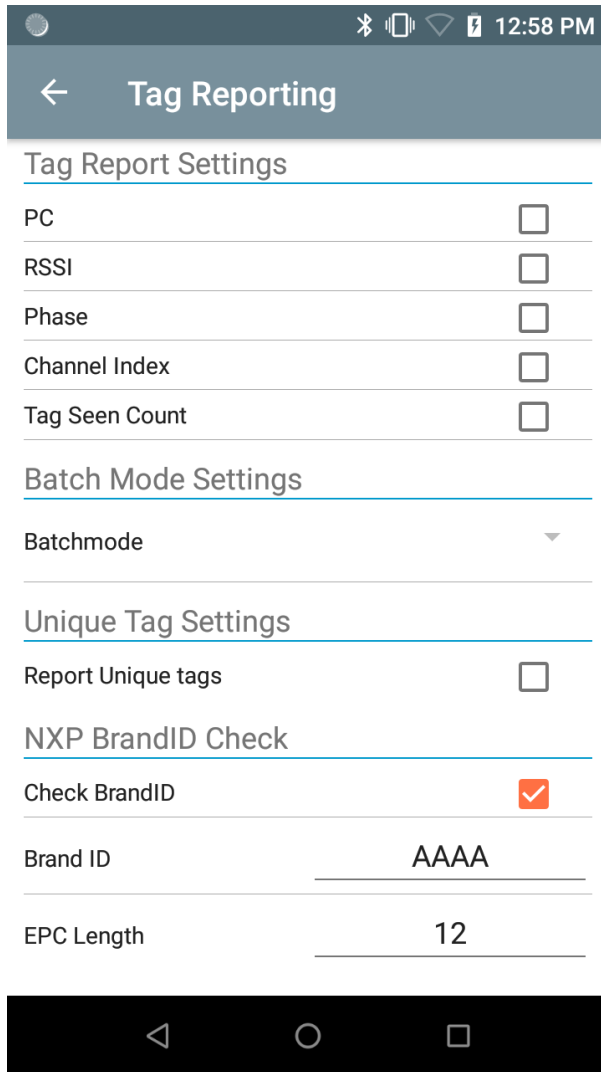 12:58 PM
Tag Reporting
Tag Report Settings
PC
RSSI
Phase
Channel Index
Tag Seen Count
Batch Mode Settings
Batchmode
Unique Tag Settings
Report Unique tags
NXP BrandID Check
Check BrandID
Brand ID AAAA
EPC Length 12